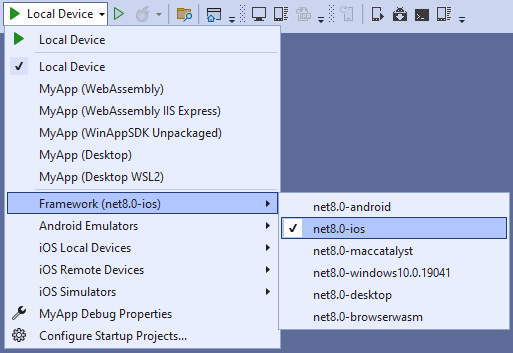 Local Device
Local Device
Local Device
MyApp (WebAssembly)
MyApp (WebAssembly IIS Express)
MyApp (WinAppSDK Unpackaged)
MyApp (Desktop)
MyApp (Desktop WSL2)
Framework (net8.0-ios)
Android Emulators
iOS Local Devices
iOS Remote Devices
iOS Simulators
MyApp Debug Properties
Configure Startup Projects...
net8.0-android
net8.0-ios
net8.0-maccatalyst
net8.0-windows10.0.19041
net8.0-desktop
net8.0-browserwasm